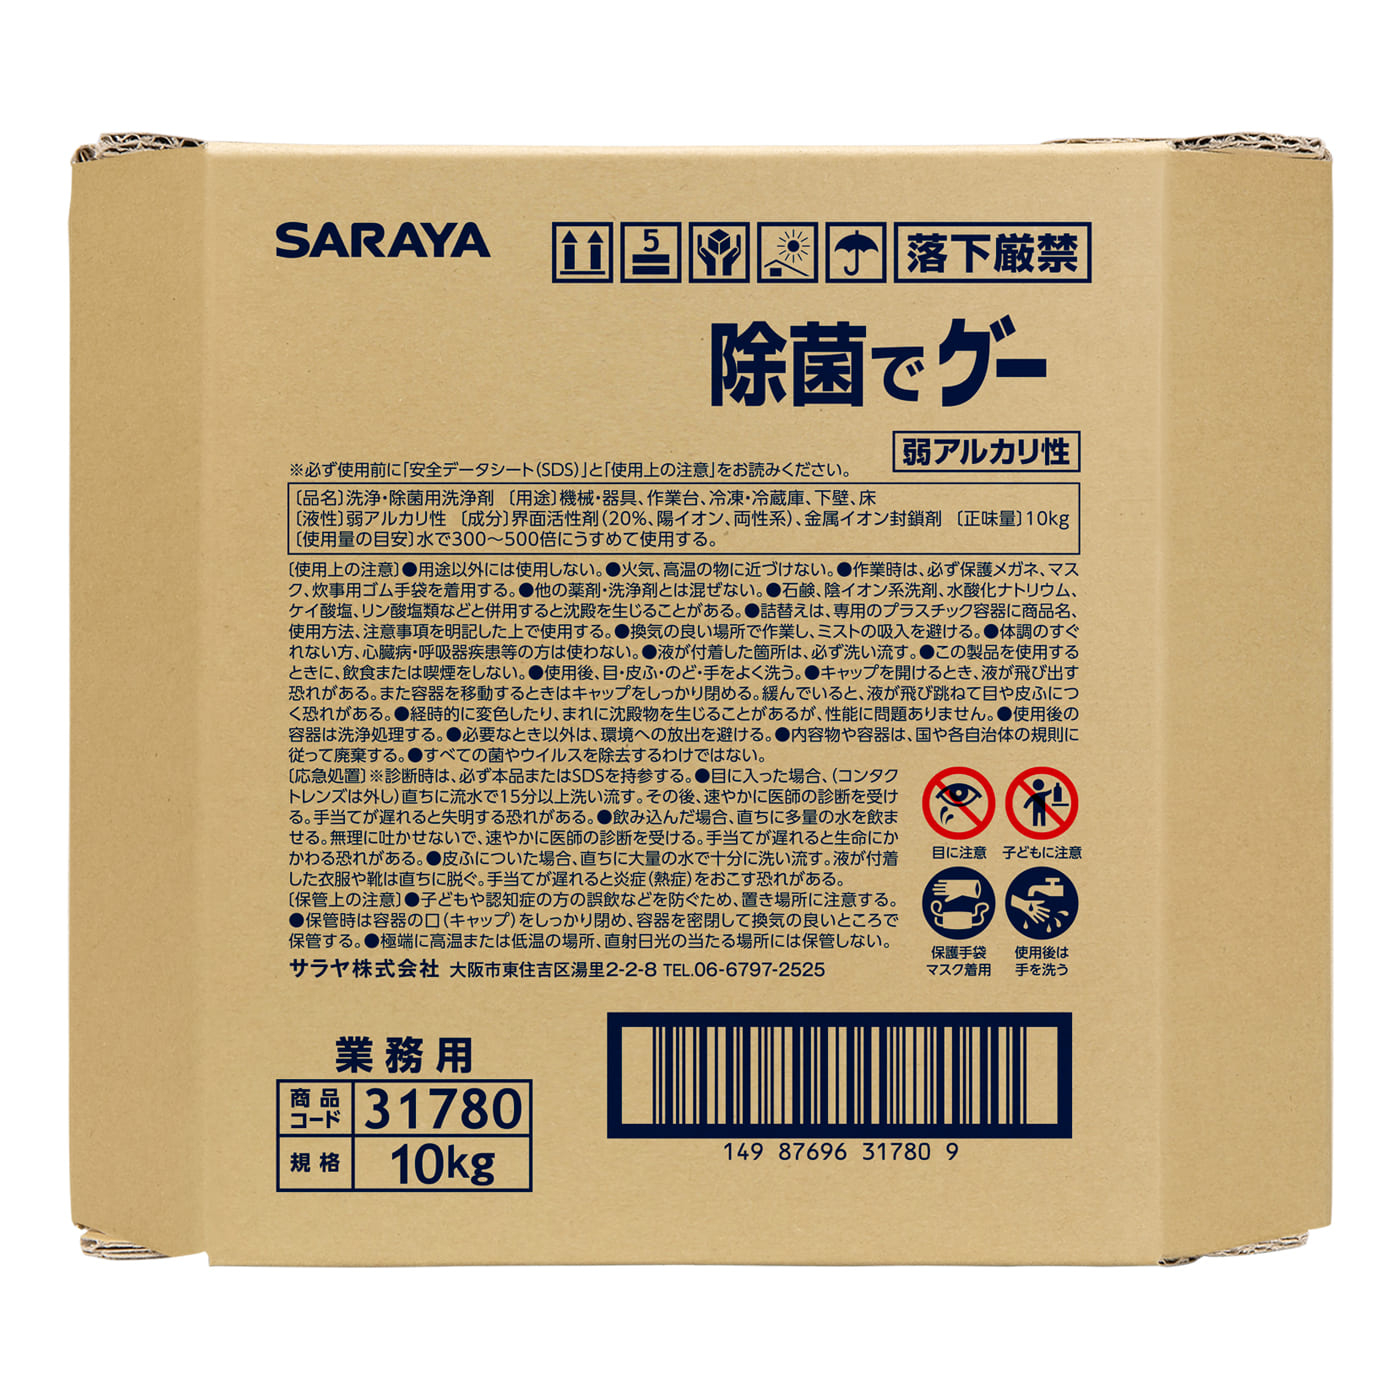 SARAYA
5
落下厳禁
除菌でグー
弱アルカリ性
※必ず使用前に「安全データシート(SDS)」と「使用上の注意」をお読みください。
〔品名〕洗浄・除菌用洗浄剤 〔用途〕機械・器具、作業台、冷凍・冷蔵庫、下壁、床
〔液性〕弱アルカリ性 〔成分〕界面活性剤(20%、陽イオン、両性系)、金属イオン封鎖剤 〔正味量〕10kg
〔使用量の目安〕水で300〜500倍にうすめて使用する。
〔使用上の注意〕●用途以外には使用しない。●火気、高温の物に近づけない。●作業時は、必ず保護メガネ、マス
ク、炊事用ゴム手袋を着用する。●他の薬剤・洗浄剤とは混ぜない。●石鹸、陰イオン系洗剤、水酸化ナトリウム、
ケイ酸塩、リン酸塩類などと併用すると沈殿を生じることがある。●詰替えは、専用のプラスチック容器に商品名、
使用方法、注意事項を明記した上で使用する。●換気の良い場所で作業し、ミストの吸入を避ける。●体調のすぐ
れない方、心臓病・呼吸器疾患等の方は使わない。●液が付着した箇所は、必ず洗い流す。●この製品を使用する
ときに、飲食または喫煙をしない。●使用後、目・皮ふ・のど・手をよく洗う。●キャップを開けるとき、液が飛び出す
恐れがある。また容器を移動するときはキャップをしっかり閉める。緩んでいると、液が飛び跳ねて目や皮ふにつ
く恐れがある。●経時的に変色したり、まれに沈殿物を生じることがあるが、性能に問題ありません。●使用後の
容器は洗浄処理する。●必要なとき以外は、環境への放出を避ける。●内容物や容器は、国や各自治体の規則に
従って廃棄する。●すべての菌やウイルスを除去するわけではない。
〔応急処置〕※診断時は、必ず本品またはSDSを持参する。●目に入った場合、(コンタク
トレンズは外し)直ちに流水で15分以上洗い流す。その後、速やかに医師の診断を受け
る。手当てが遅れると失明する恐れがある。●飲み込んだ場合、直ちに多量の水を飲ま
せる。無理に吐かせないで、速やかに医師の診断を受ける。手当てが遅れると生命にか
かわる恐れがある。●皮ふについた場合、直ちに大量の水で十分に洗い流す。液が付着
した衣服や靴は直ちに脱ぐ。手当てが遅れると炎症(熱症)をおこす恐れがある。
〔保管上の注意〕●子どもや認知症の方の誤飲などを防ぐため、置き場所に注意する。
●保管時は容器の口(キャップ)をしっかり閉め、容器を密閉して換気の良いところで
保管する。●極端に高温または低温の場所、直射日光の当たる場所には保管しない。
サラヤ株式会社 大阪市東住吉区湯里2-2-8 TEL.06-6797-2525
目に注意 子どもに注意
保護手袋
マスク着用
使用後は
手を洗う
業務用
商品
コード 31780
規格 10kg
149 87696 31780 9